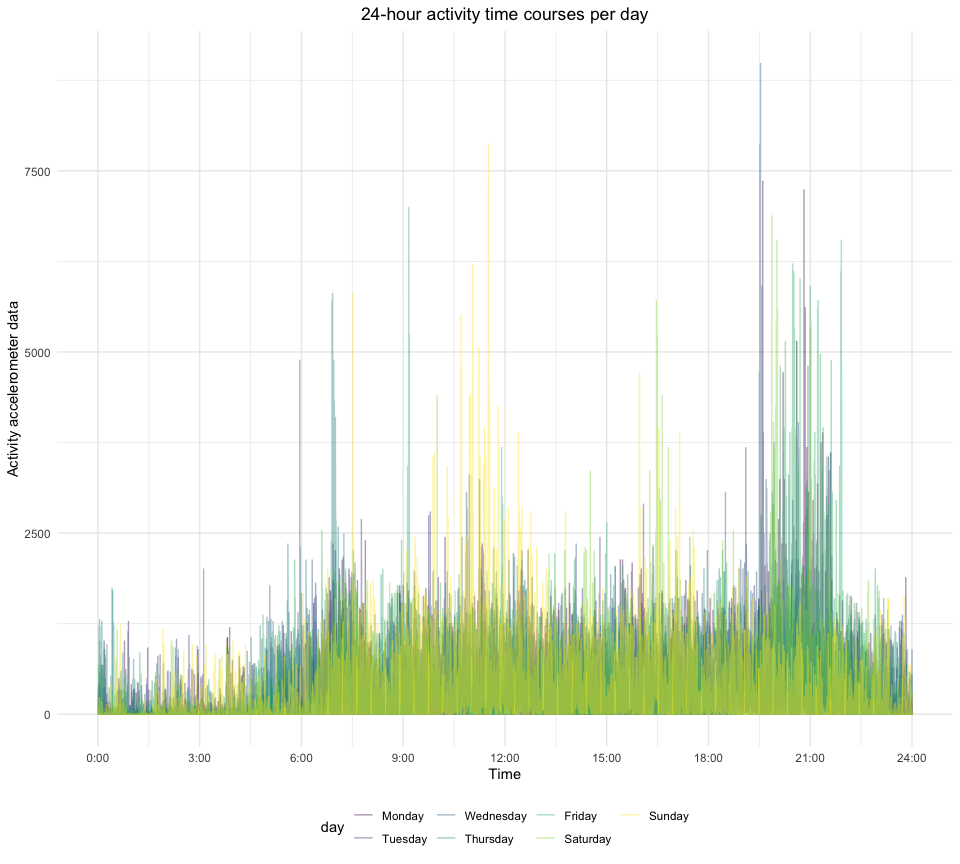 24-hour activity time courses per day
Activity accelerometer data
7500
5000
2500
0
0:00 3:00 6:00 9:00 12:00 15:00 18:00 21:00 24:00
Time
day
Monday Wednesday Friday Sunday
Tuesday Thursday Saturday